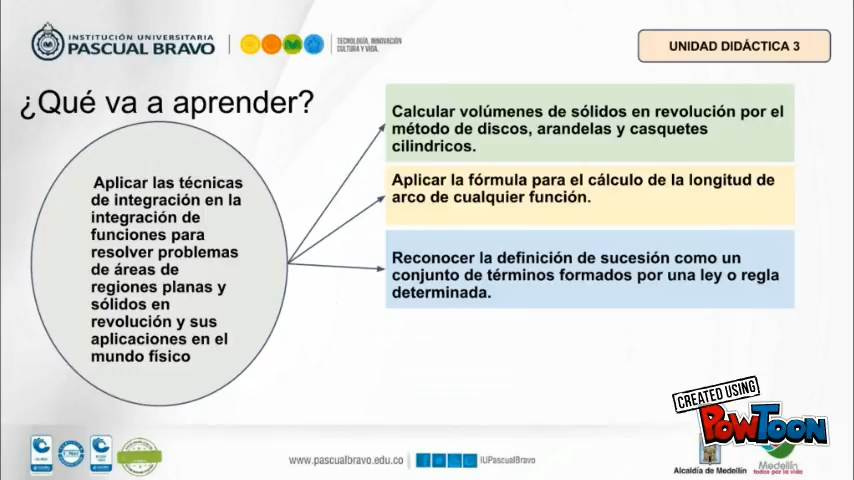 INSTITUCIÓN UNIVERSITARIA
PASCUAL BRAVO
TECNOLOGÍA, INNOVACIÓN
CULTURA Y VIDA.
UNIDAD DIDÁCTICA 3
¿Qué va a aprender?
Aplicar las técnicas
de integración en la
integración de
funciones para
resolver problemas
de áreas de
regiones planas y
sólidos en
revolución y sus
aplicaciones en el
mundo físico
Calcular volúmenes de sólidos en revolución por el
método de discos, arandelas y casquetes
cilindricos.
Aplicar la fórmula para el cálculo de la longitud de
arco de cualquier función.
Reconocer la definición de sucesión como un
conjunto de términos formados por una ley o regla
determinada.
CREATED USING
POWTOON
www.pascualbravo.edu.co
IUPascualBravo
Alcaldía de Medellín
Medellín
todos por la vida